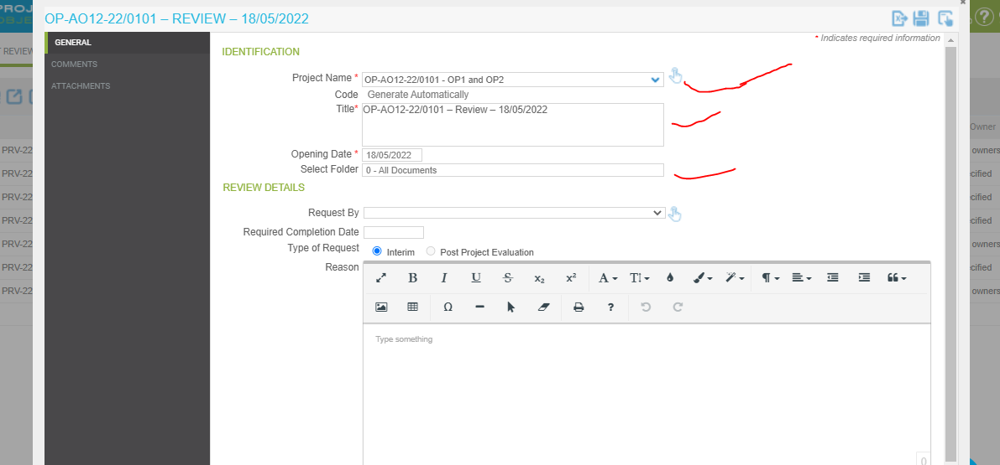 PROJ
OBJE
OP-AO12-22/0101 – REVIEW – 18/05/2022
?
* Indicates required information
GENERAL
COMMENTS
ATTACHMENTS
IDENTIFICATION
Project Name * OP-AO12-22/0101 - OP1 and OP2
Code Generate Automatically
Title* OP-AO12-22/0101 – Review – 18/05/2022
Opening Date * 18/05/2022
Select Folder 0 - All Documents
REVIEW DETAILS
Request By
Required Completion Date
Type of Request Interim Post Project Evaluation
Reason
B I U S x₂ x² A T ¶ “
Ω ?
Type something
0
REVIEW
PRV-22
PRV-22
PRV-22
PRV-22
PRV-22
PRV-22
PRV-22
Owner
owners
cified
cified
cified
owners
cified
owners